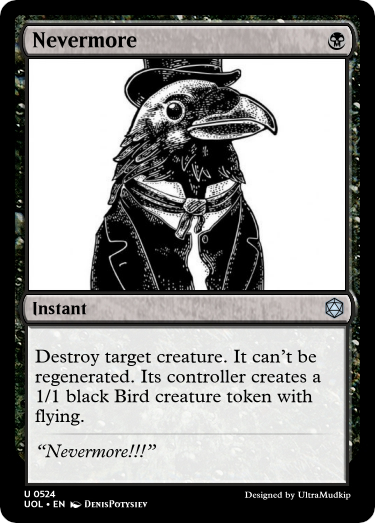 Nevermore
Instant
Destroy target creature. It can't be
regenerated. Its controller creates a
1/1 black Bird creature token with
flying.
“Nevermore!!!”
U 0524
UOL • EN DenisPotysiev
Designed by UltraMudkip